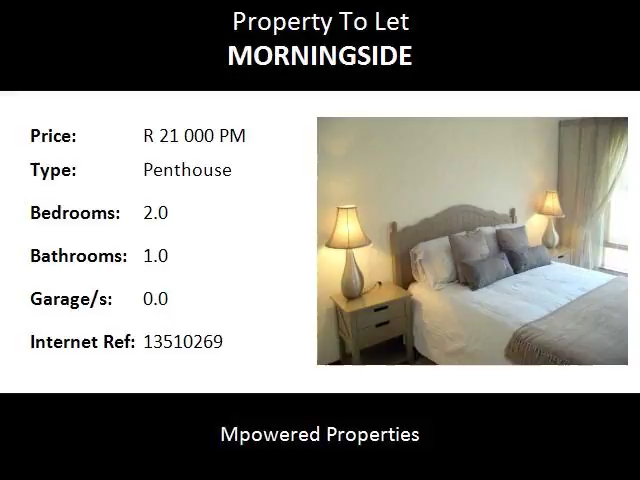 Property To Let
MORNINGSIDE
Price: R 21 000 PM
Type: Penthouse
Bedrooms: 2.0
Bathrooms: 1.0
Garage/s: 0.0
Internet Ref: 13510269
Mpowered Properties